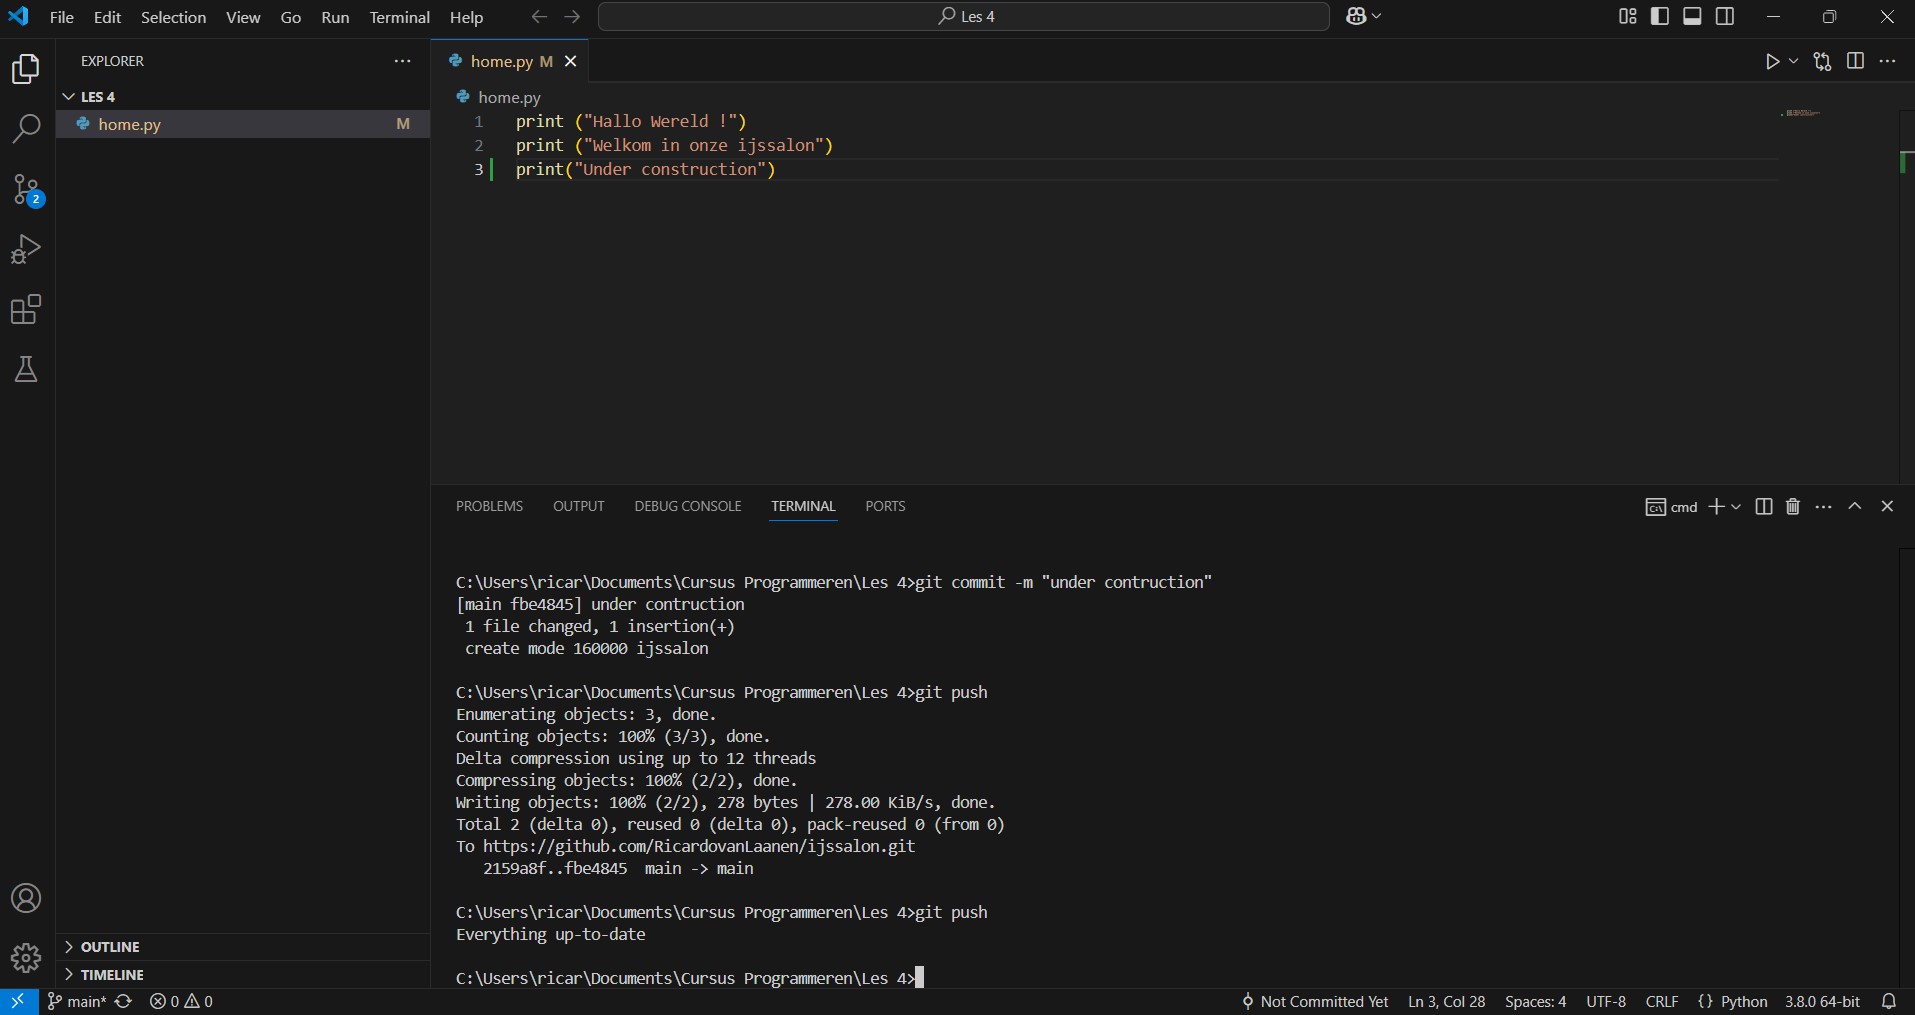 File Edit Selection View Go Run Terminal Help
Les 4
EXPLORER
LES 4
home.py M
2
home.py M
home.py
1 print ("Hallo Wereld !")
2 print ("Welkom in onze ijssalon")
3 print("Under construction")
PROBLEMS OUTPUT DEBUG CONSOLE TERMINAL PORTS
cmd
C:\Users\ricar\Documents\Cursus Programmeren\Les 4>git commit -m "under contruction"
[main fbe4845] under contruction
1 file changed, 1 insertion(+)
create mode 160000 ijssalon
C:\Users\ricar\Documents\Cursus Programmeren\Les 4>git push
Enumerating objects: 3, done.
Counting objects: 100% (3/3), done.
Delta compression using up to 12 threads
Compressing objects: 100% (2/2), done.
Writing objects: 100% (2/2), 278 bytes | 278.00 KiB/s, done.
Total 2 (delta 0), reused 0 (delta 0), pack-reused 0 (from 0)
To https://github.com/RicardovanLaanen/ijssalon.git
2159a8f..fbe4845 main -> main
C:\Users\ricar\Documents\Cursus Programmeren\Les 4>git push
Everything up-to-date
C:\Users\ricar\Documents\Cursus Programmeren\Les 4>
OUTLINE
TIMELINE
main* 0 0 Not Committed Yet Ln 3, Col 28 Spaces: 4 UTF-8 CRLF {} Python 3.8.0 64-bit